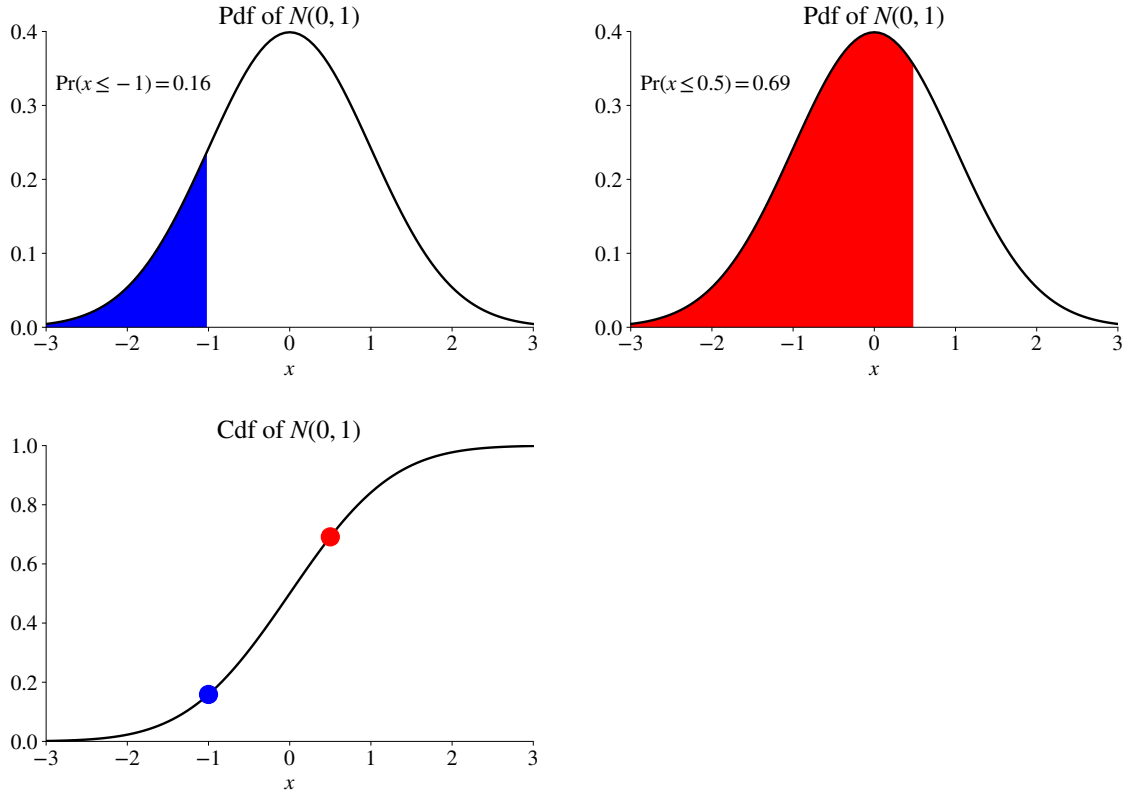 Pdf of N(0, 1)
0.4
0.3
0.2
0.1
0.0
Pr(x ≤ −1) = 0.16
−3 −2 −1 0 1 2 3
x
Pdf of N(0, 1)
0.4
0.3
0.2
0.1
0.0
Pr(x ≤ 0.5) = 0.69
−3 −2 −1 0 1 2 3
x
Cdf of N(0, 1)
1.0
0.8
0.6
0.4
0.2
0.0
−3 −2 −1 0 1 2 3
x